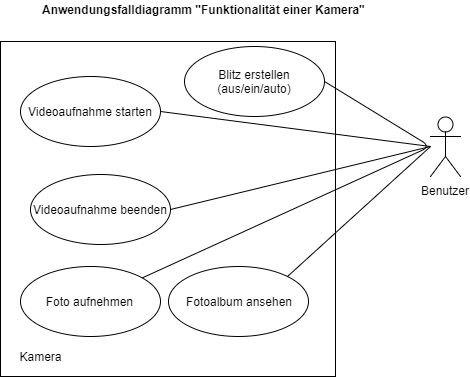 Anwendungsfalldiagramm "Funktionalität einer Kamera"
Blitz erstellen
(aus/ein/auto)
Videoaufnahme starten
Benutzer
Videoaufnahme beenden
Foto aufnehmen
Fotoalbum ansehen
Kamera